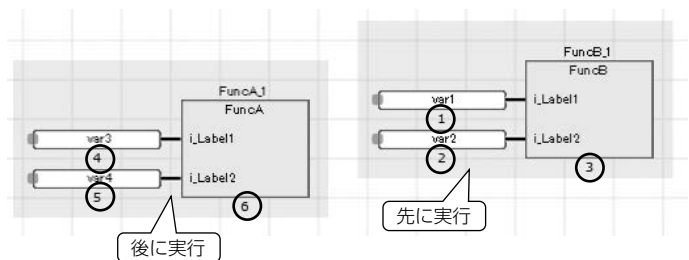 FuncA_1
FuncA
var3 i_Label1
4
var4 i_Label2
5
6
後に実行
FuncB_1
FuncB
var1 i_Label1
1
var2 i_Label2
2
3
先に実行